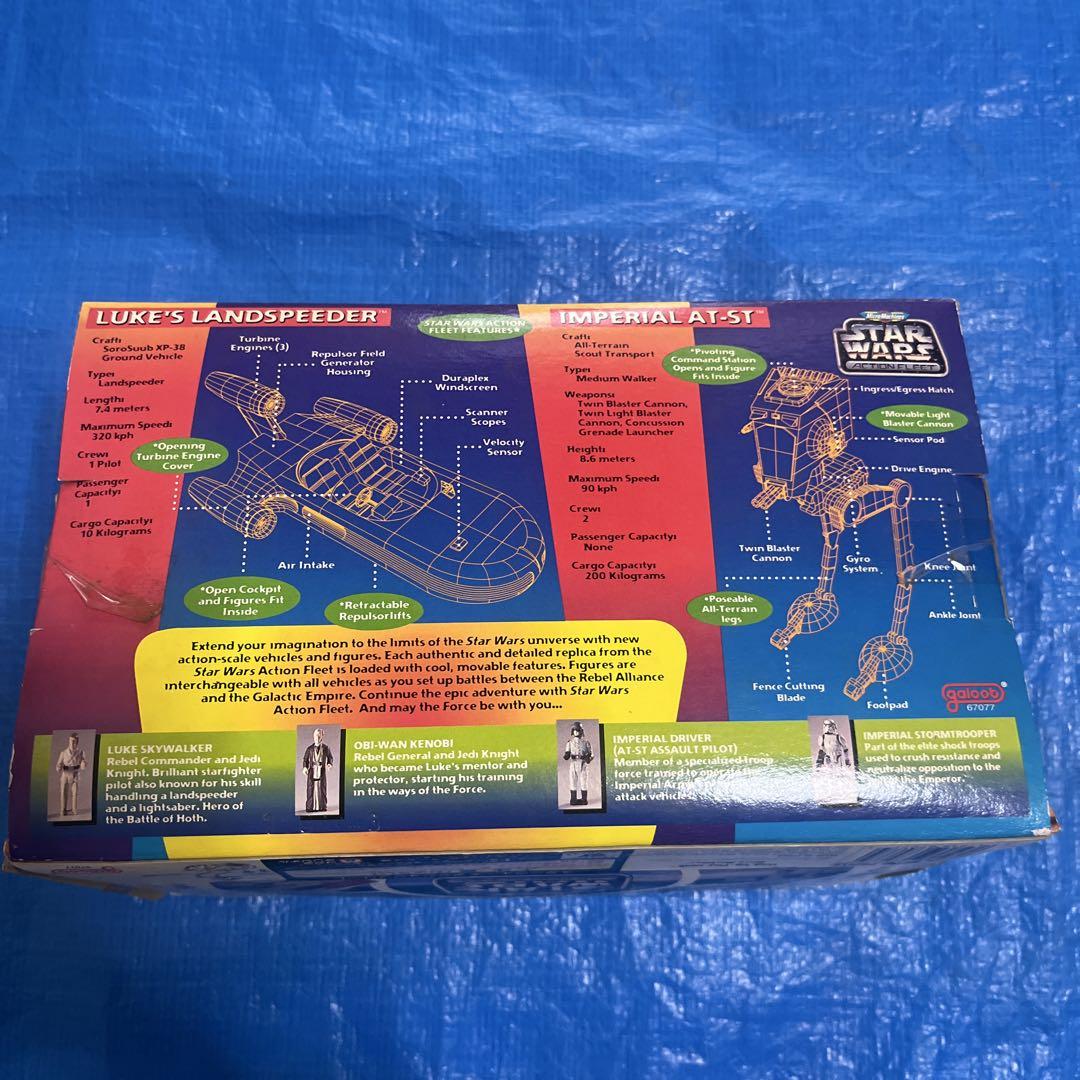 LUKE'S LANDSPEEDER™
Craft:
SoroSuub XP-38
Ground Vehicle
Type:
Landspeeder
Length:
7.4 meters
Maximum Speed:
320 kph
Crew:
1 Pilot
Passenger
Capacity:
1
Cargo Capacity:
10 Kilograms
Turbine
Engines (3)
Repulsor Field
Generator
Housing
Duraplex
Windscreen
Scanner
Scopes
Velocity
Sensor
*Opening
Turbine Engine
Cover
Air Intake
*Open Cockpit
and Figures Fit
Inside
*Retractable
Repulsorlifts
STAR WARS ACTION
FLEET FEATURES*
IMPERIAL AT-ST™
Craft:
All-Terrain
Scout Transport
Type:
Medium Walker
Weapons:
Twin Blaster Cannon,
Twin Light Blaster
Cannon, Concussion
Grenade Launcher
Height:
8.6 meters
Maximum Speed:
90 kph
Crew:
2
Passenger Capacity:
None
Cargo Capacity:
200 Kilograms
*Pivoting
Command Station
Opens and Figure
Fits Inside
MicroMachines
STAR
WARS
ACTION FLEET
Ingress/Egress Hatch
*Movable Light
Blaster Cannon
Sensor Pod
Drive Engine
Twin Blaster
Cannon
Gyro
System
Knee Joint
*Poseable
All-Terrain
legs
Ankle Joint
Fence Cutting
Blade
Footpad
galoob®
67077
Extend your imagination to the limits of the Star Wars universe with new
action-scale vehicles and figures. Each authentic and detailed replica from the
Star Wars Action Fleet is loaded with cool, movable features. Figures are
interchangeable with all vehicles as you set up battles between the Rebel Alliance
and the Galactic Empire. Continue the epic adventure with Star Wars
Action Fleet. And may the Force be with you...
LUKE SKYWALKER
Rebel Commander and Jedi
Knight. Brilliant starfighter
pilot also known for his skill
handling a landspeeder
and a lightsaber. Hero of
the Battle of Hoth.
OBI-WAN KENOBI
Rebel General and Jedi Knight
who became Luke's mentor and
protector, starting his training
in the ways of the Force.
IMPERIAL DRIVER
(AT-ST ASSAULT PILOT)
Member of a specialized troop
force trained to operate the
Imperial Army
attack vehicles.
IMPERIAL STORMTROOPER
Part of the elite shock troops
used to crush resistance and
neutralize opposition to the
of the Emperor.